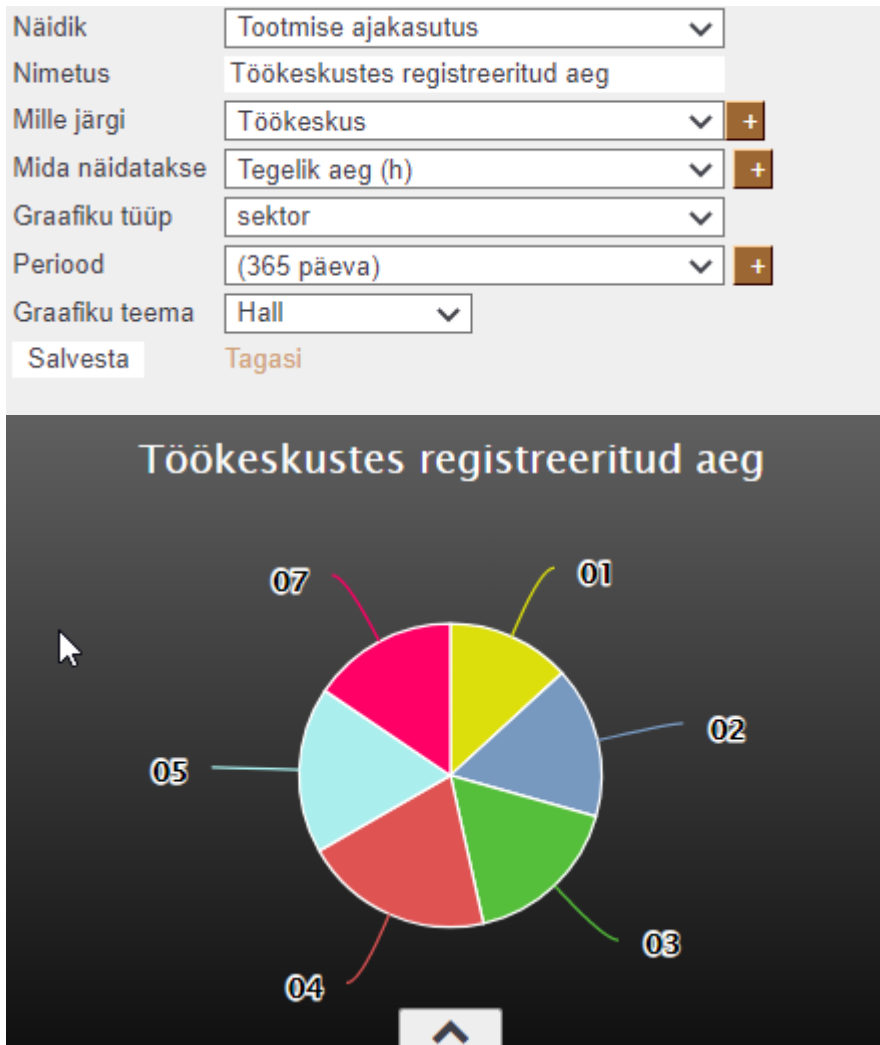 Näidik Tootmise ajakasutus
Nimetus Töökeskustes registreeritud aeg
Mille järgi Töökeskus +
Mida näidatakse Tegelik aeg (h) +
Graafiku tüüp sektor
Periood (365 päeva) +
Graafiku teema Hall
Salvesta Tagasi
Töökeskustes registreeritud aeg
07 01
02
05
03
04